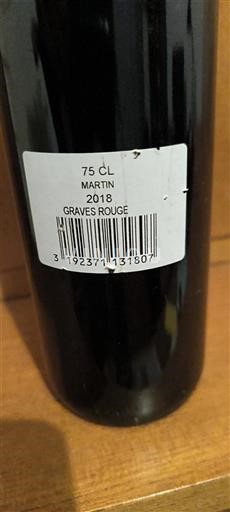 75 CL
MARTIN
2018
GRAVES ROUGE
3 192371 131807